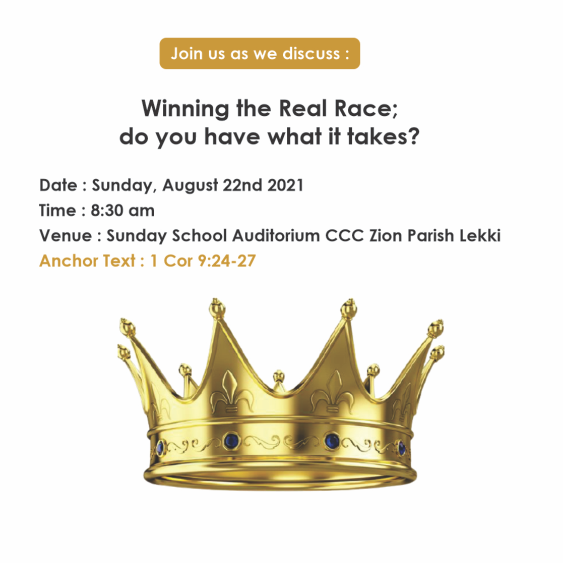 Join us as we discuss :
Winning the Real Race;
do you have what it takes?
Date : Sunday, August 22nd 2021
Time : 8:30 am
Venue : Sunday School Auditorium CCC Zion Parish Lekki
Anchor Text : 1 Cor 9:24-27